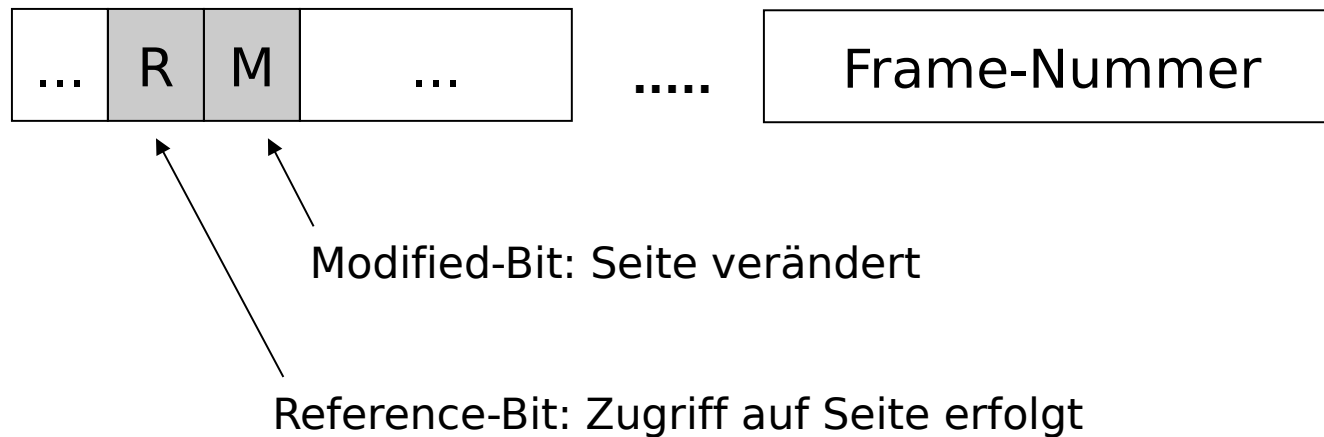 ... R M ... ..... Frame-Nummer
Modified-Bit: Seite verändert
Reference-Bit: Zugriff auf Seite erfolgt